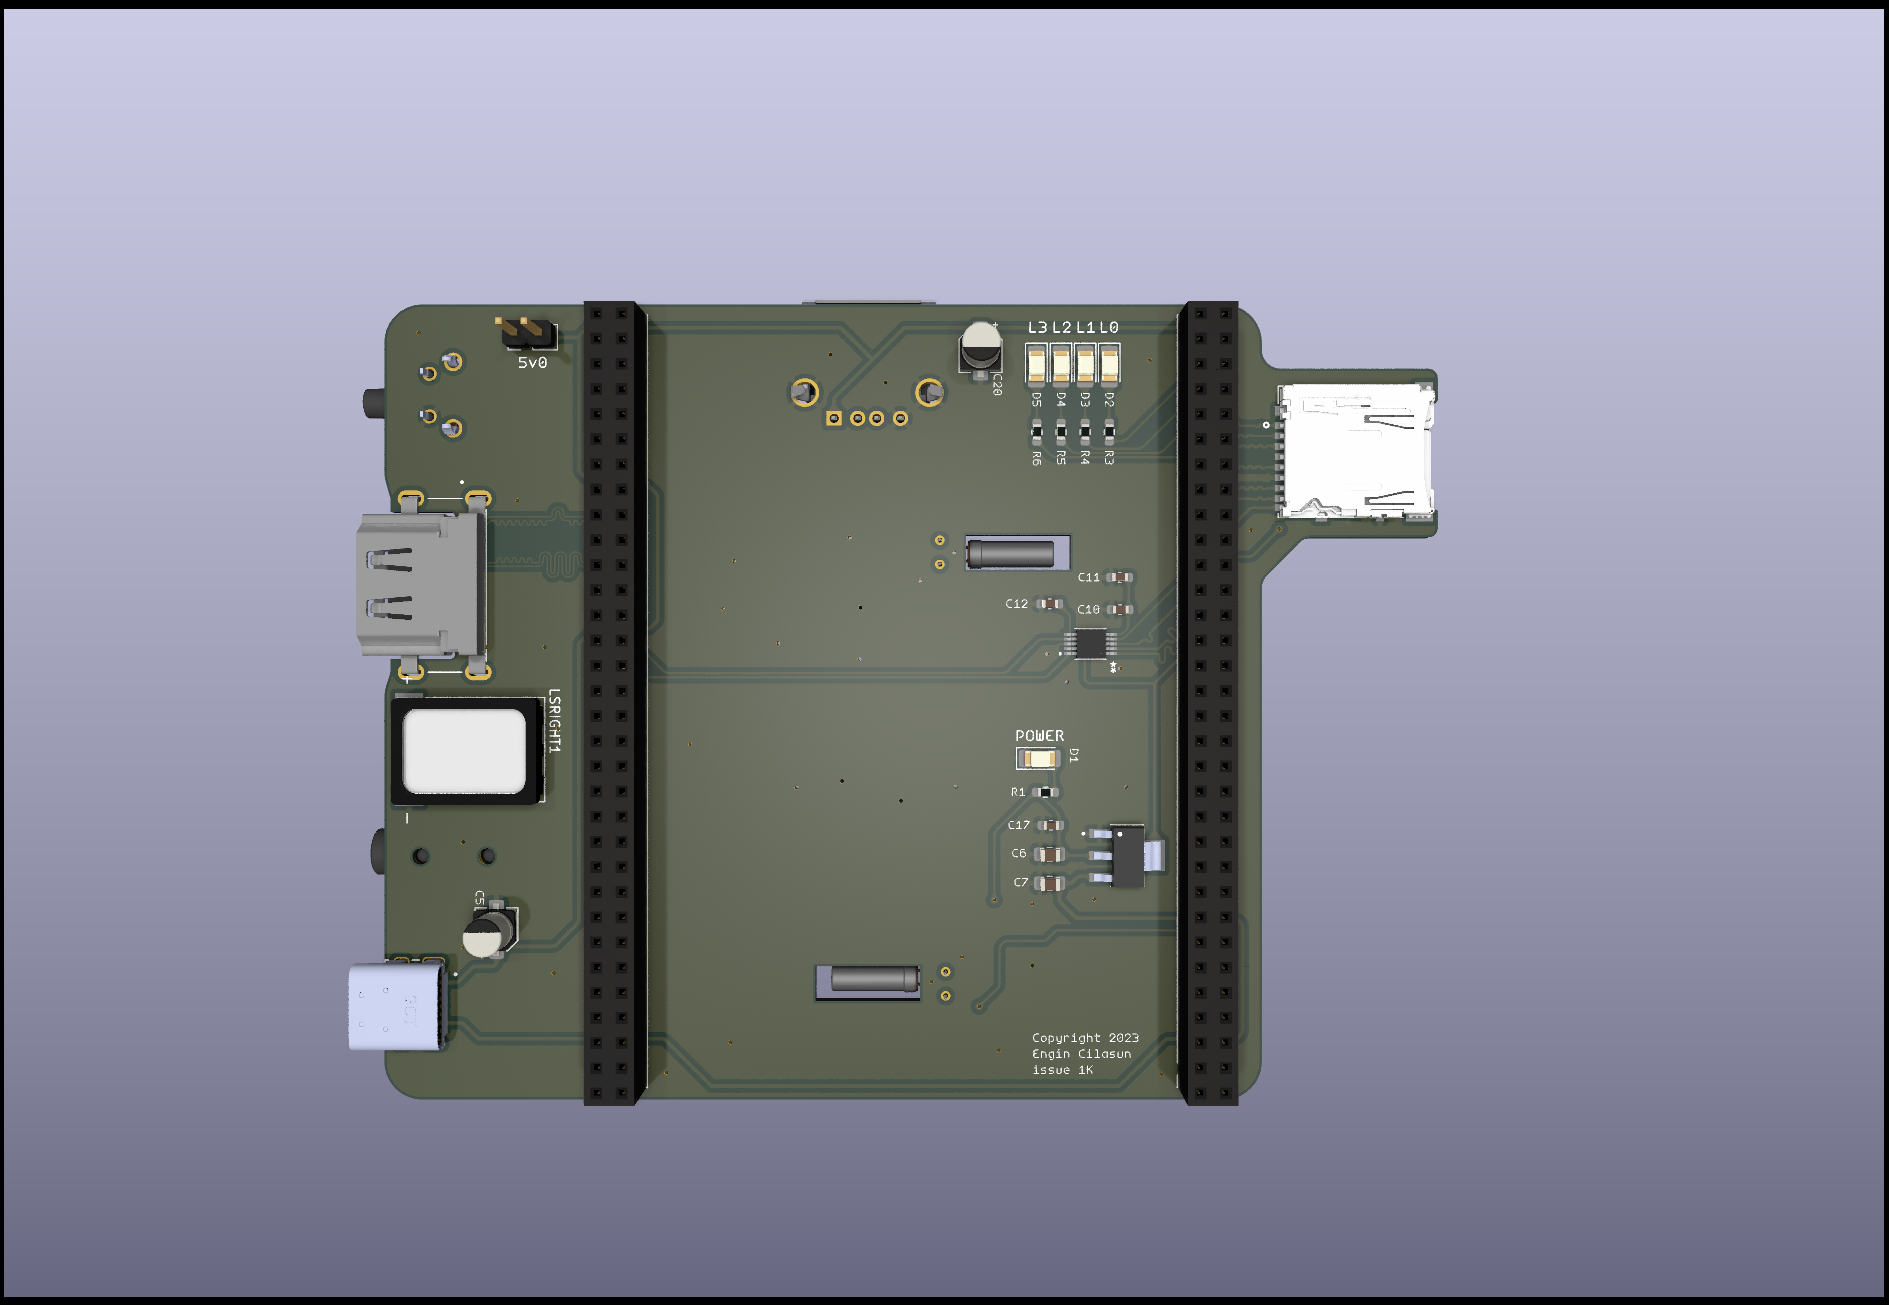 L3 L2 L1 L0
5v0
C20
D5 D4 D3 D2
R6 R5 R4 R3
C11
C12
C10
+
LSRIGHT1
POWER
D1
R1
C17
C6
C7
-
C5
Copyright 2023
Engin Cilasun
issue 1K